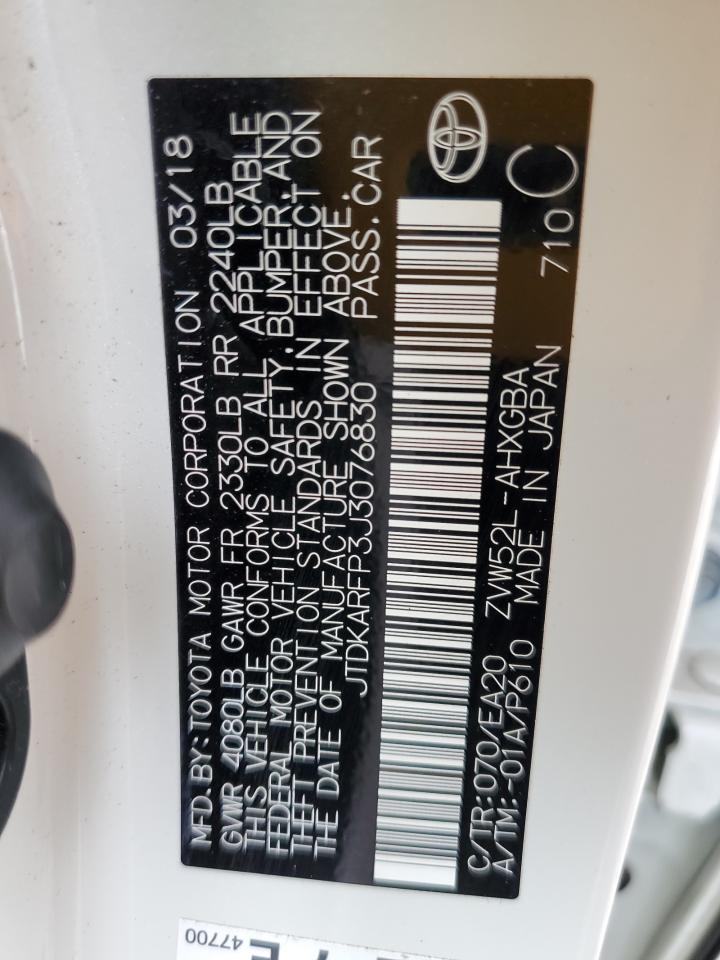 MFD.BY:TOYOTA MOTOR CORPORATION 03/18
GVWR 4080LB GAWR FR 2330LB RR 2240LB
THIS VEHICLE CONFORMS TO ALL APPLICABLE
FEDERAL MOTOR VEHICLE SAFETY,BUMPER,AND
THEFT PREVENTION STANDARDS IN EFFECT ON
THE DATE OF MANUFACTURE SHOWN ABOVE.
JTDKARFP3J3076830 PASS.CAR
C/TR:070/EA20 ZVW52L-AHXGBA
A/TM:-01A/P610 MADE IN JAPAN 710 C
47700